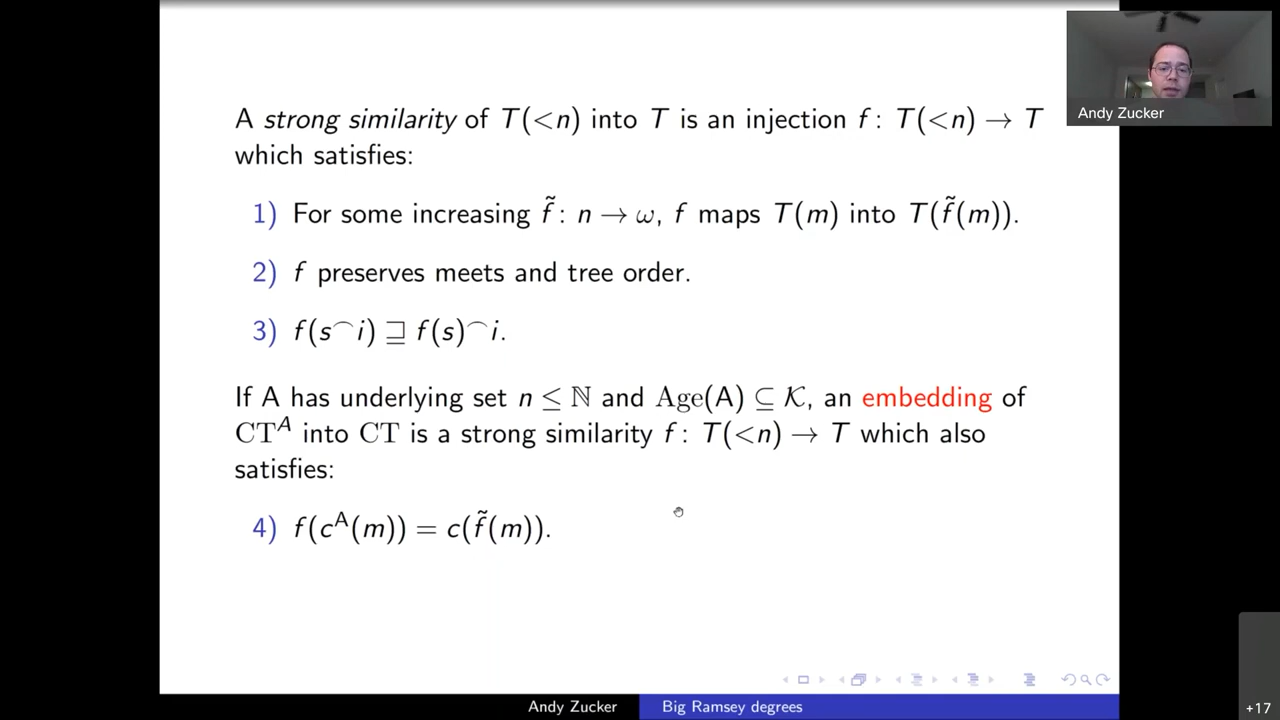 Andy Zucker
A strong similarity of T(<n) into T is an injection f: T(<n) → T
which satisfies:
1) For some increasing f̃: n → ω, f maps T(m) into T(f̃(m)).
2) f preserves meets and tree order.
3) f(s⌢i) ⊒ f(s)⌢i.
If A has underlying set n ≤ ℕ and Age(A) ⊆ 𝒦, an embedding of
CT^A into CT is a strong similarity f: T(<n) → T which also
satisfies:
4) f(c^A(m)) = c(f̃(m)).
Andy Zucker
Big Ramsey degrees
+17